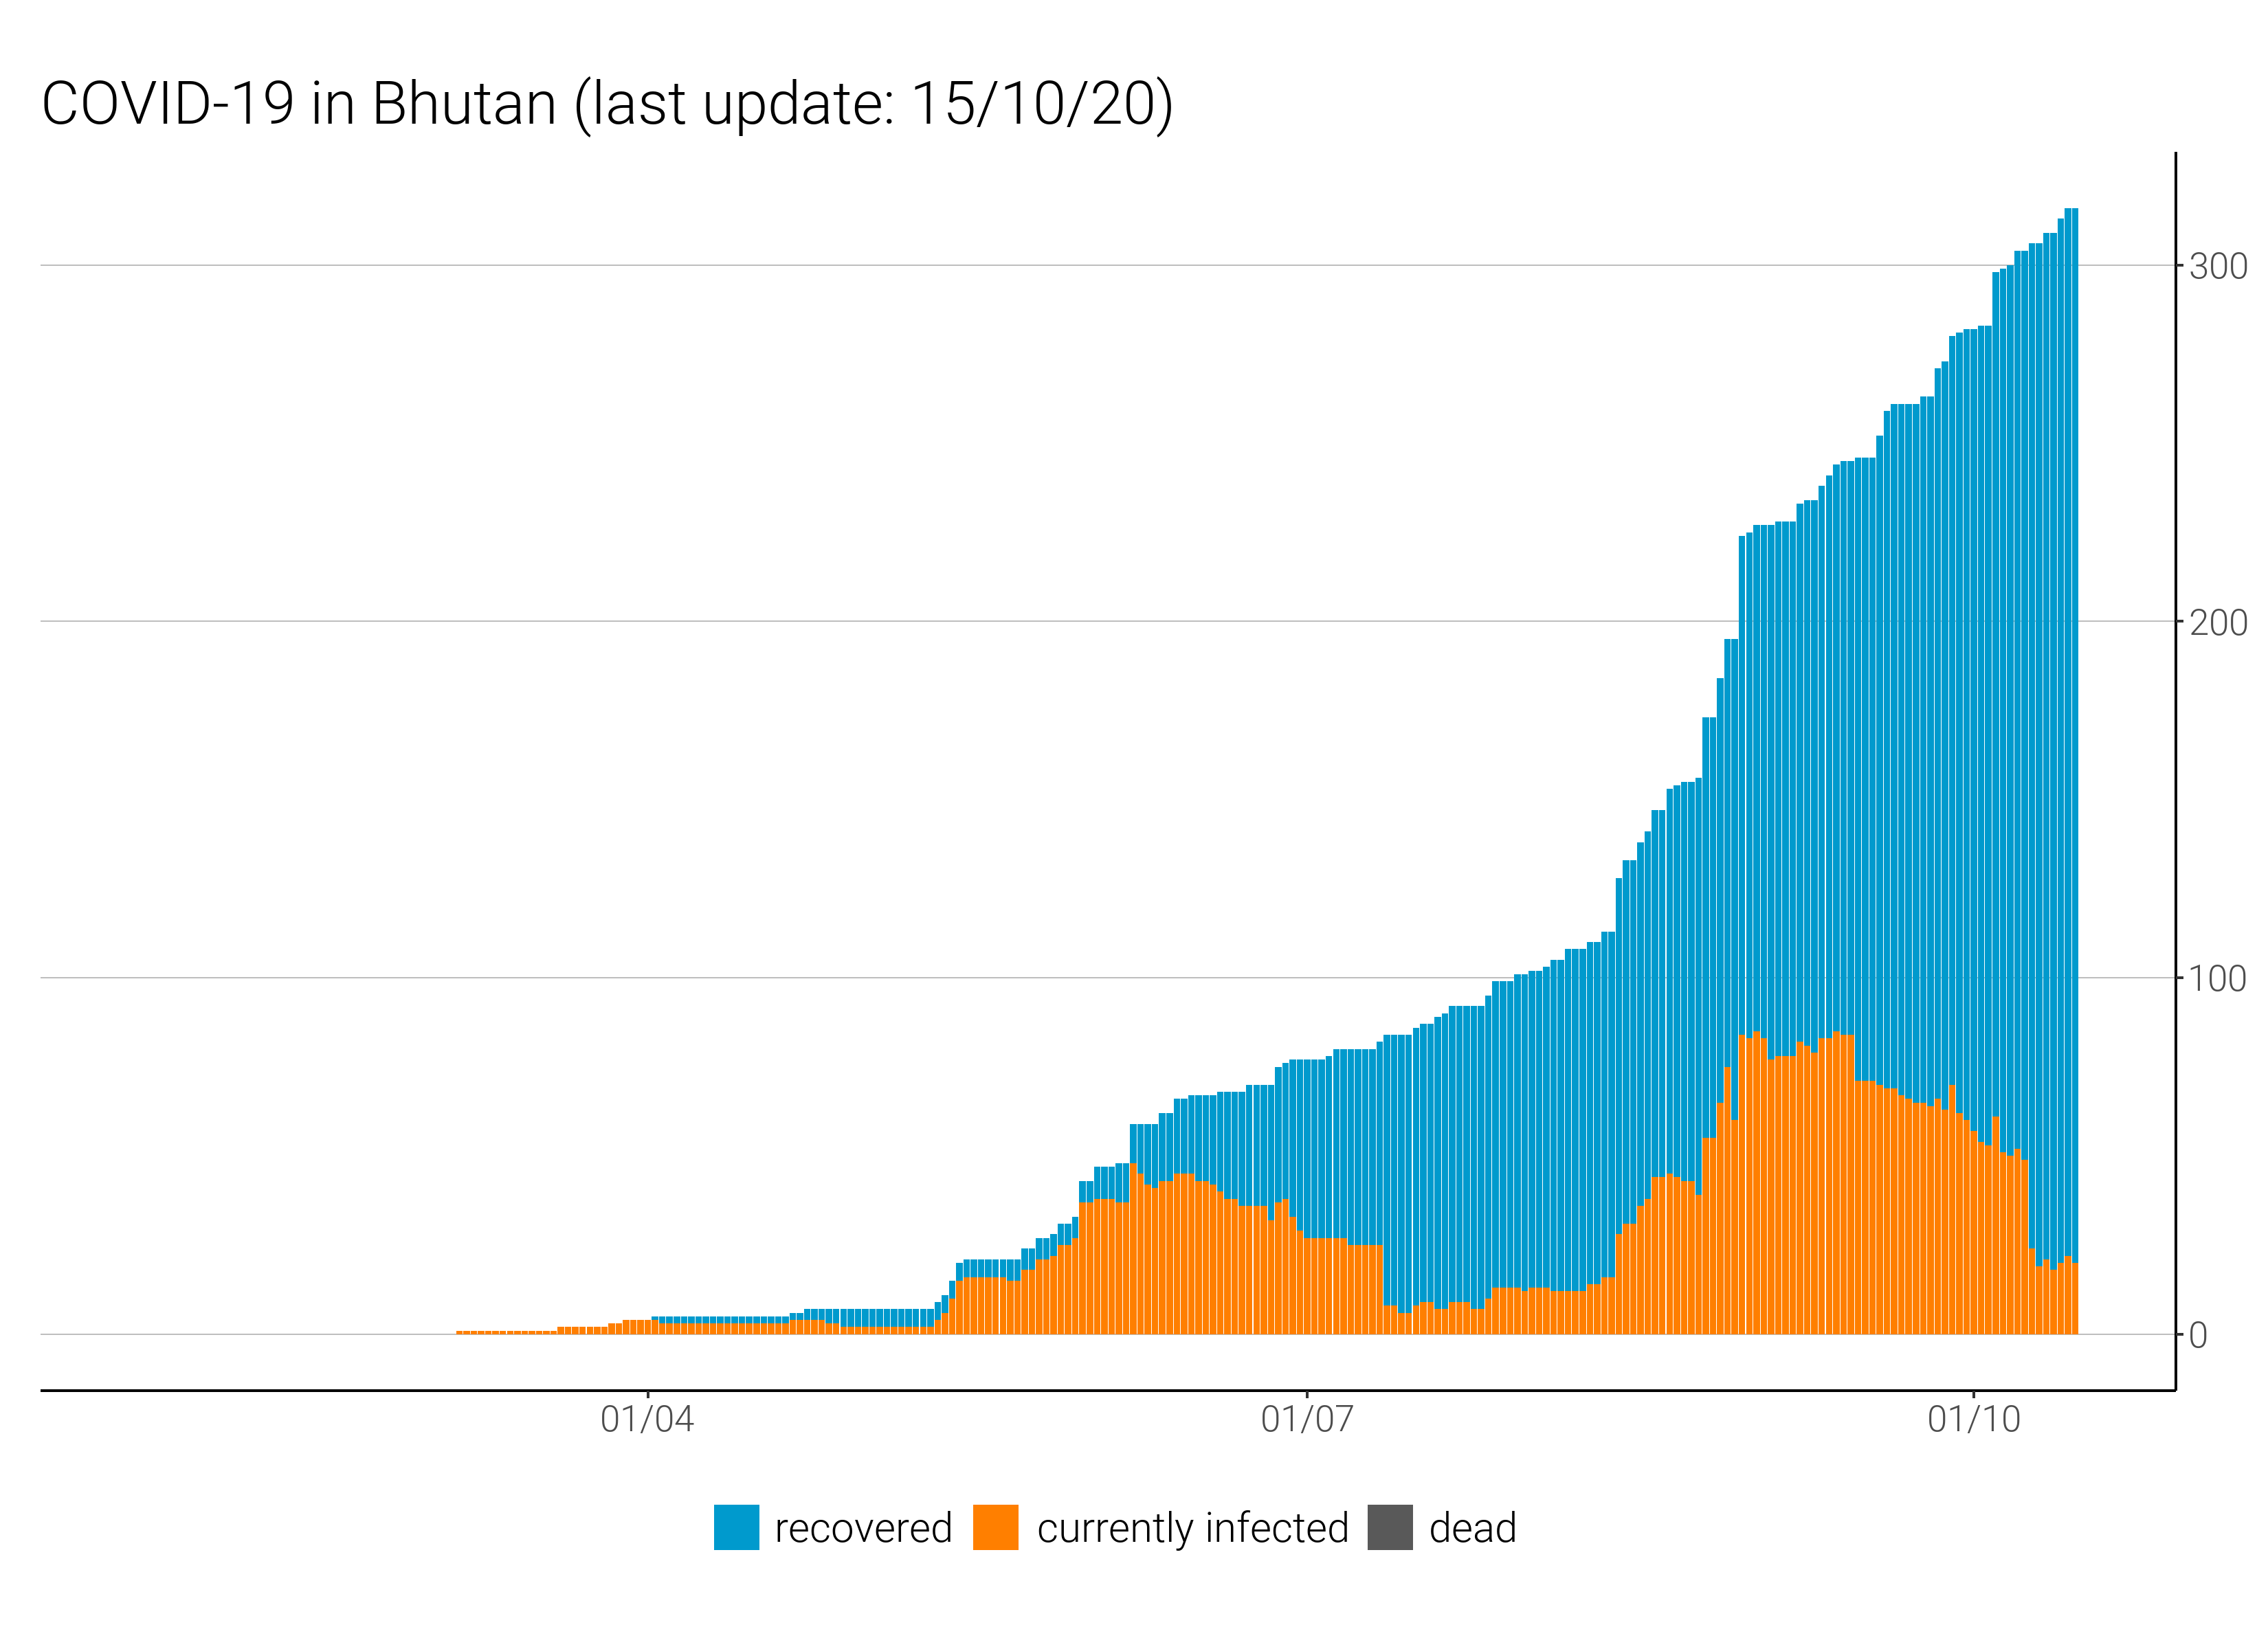 COVID-19 in Bhutan (last update: 15/10/20)
300
200
100
0
01/04 01/07 01/10
recovered currently infected dead